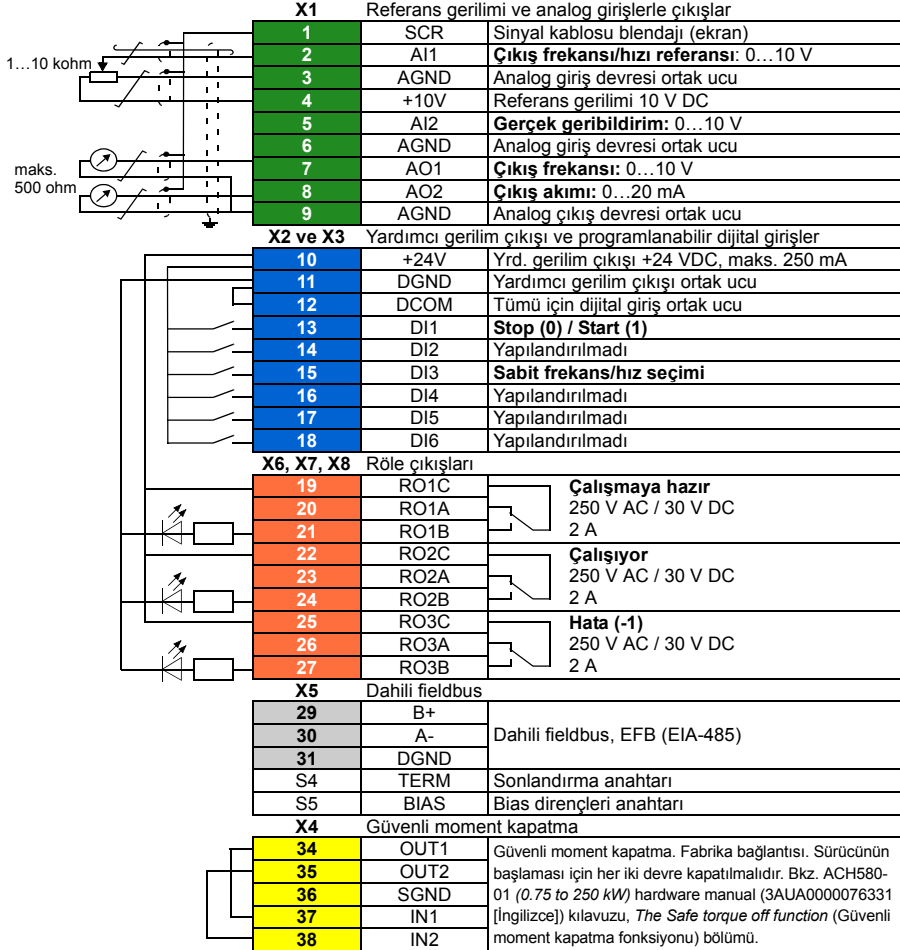 X1 Referans gerilimi ve analog girişlerle çıkışlar
1 SCR Sinyal kablosu blendajı (ekran)
2 AI1 Çıkış frekansı/hızı referansı: 0…10 V
1…10 kohm
3 AGND Analog giriş devresi ortak ucu
4 +10V Referans gerilimi 10 V DC
5 AI2 Gerçek geribildirim: 0…10 V
6 AGND Analog giriş devresi ortak ucu
maks.
500 ohm
7 AO1 Çıkış frekansı: 0…10 V
8 AO2 Çıkış akımı: 0…20 mA
9 AGND Analog çıkış devresi ortak ucu
X2 ve X3 Yardımcı gerilim çıkışı ve programlanabilir dijital girişler
10 +24V Yrd. gerilim çıkışı +24 VDC, maks. 250 mA
11 DGND Yardımcı gerilim çıkışı ortak ucu
12 DCOM Tümü için dijital giriş ortak ucu
13 DI1 Stop (0) / Start (1)
14 DI2 Yapılandırılmadı
15 DI3 Sabit frekans/hız seçimi
16 DI4 Yapılandırılmadı
17 DI5 Yapılandırılmadı
18 DI6 Yapılandırılmadı
X6, X7, X8 Röle çıkışları
19 RO1C Çalışmaya hazır
20 RO1A 250 V AC / 30 V DC
21 RO1B 2 A
22 RO2C Çalışıyor
23 RO2A 250 V AC / 30 V DC
24 RO2B 2 A
25 RO3C Hata (-1)
26 RO3A 250 V AC / 30 V DC
27 RO3B 2 A
X5 Dahili fieldbus
29 B+
30 A- Dahili fieldbus, EFB (EIA-485)
31 DGND
S4 TERM Sonlandırma anahtarı
S5 BIAS Bias dirençleri anahtarı
X4 Güvenli moment kapatma
34 OUT1 Güvenli moment kapatma. Fabrika bağlantısı. Sürücünün
35 OUT2 başlaması için her iki devre kapatılmalıdır. Bkz. ACH580-
36 SGND 01 (0.75 to 250 kW) hardware manual (3AUA0000076331
37 IN1 [İngilizce]) kılavuzu, The Safe torque off function (Güvenli
38 IN2 moment kapatma fonksiyonu) bölümü.